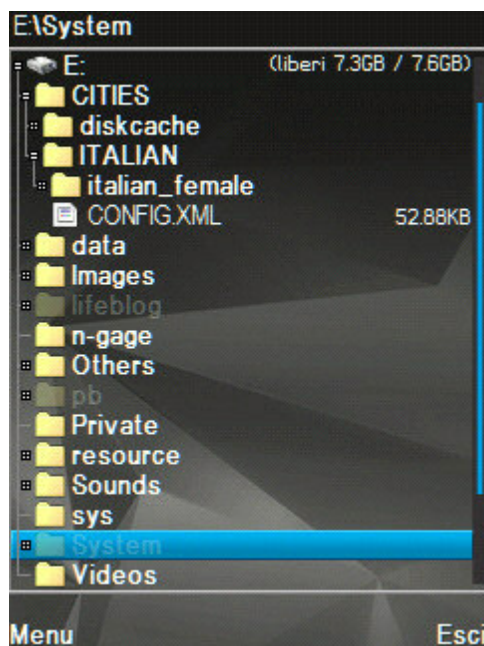 E:\System
E: (liberi 7.3GB / 7.6GB)
CITIES
diskcache
ITALIAN
italian_female
CONFIG.XML 52.88KB
data
Images
lifeblog
n-gage
Others
pb
Private
resource
Sounds
sys
System
Videos
Menu Esci